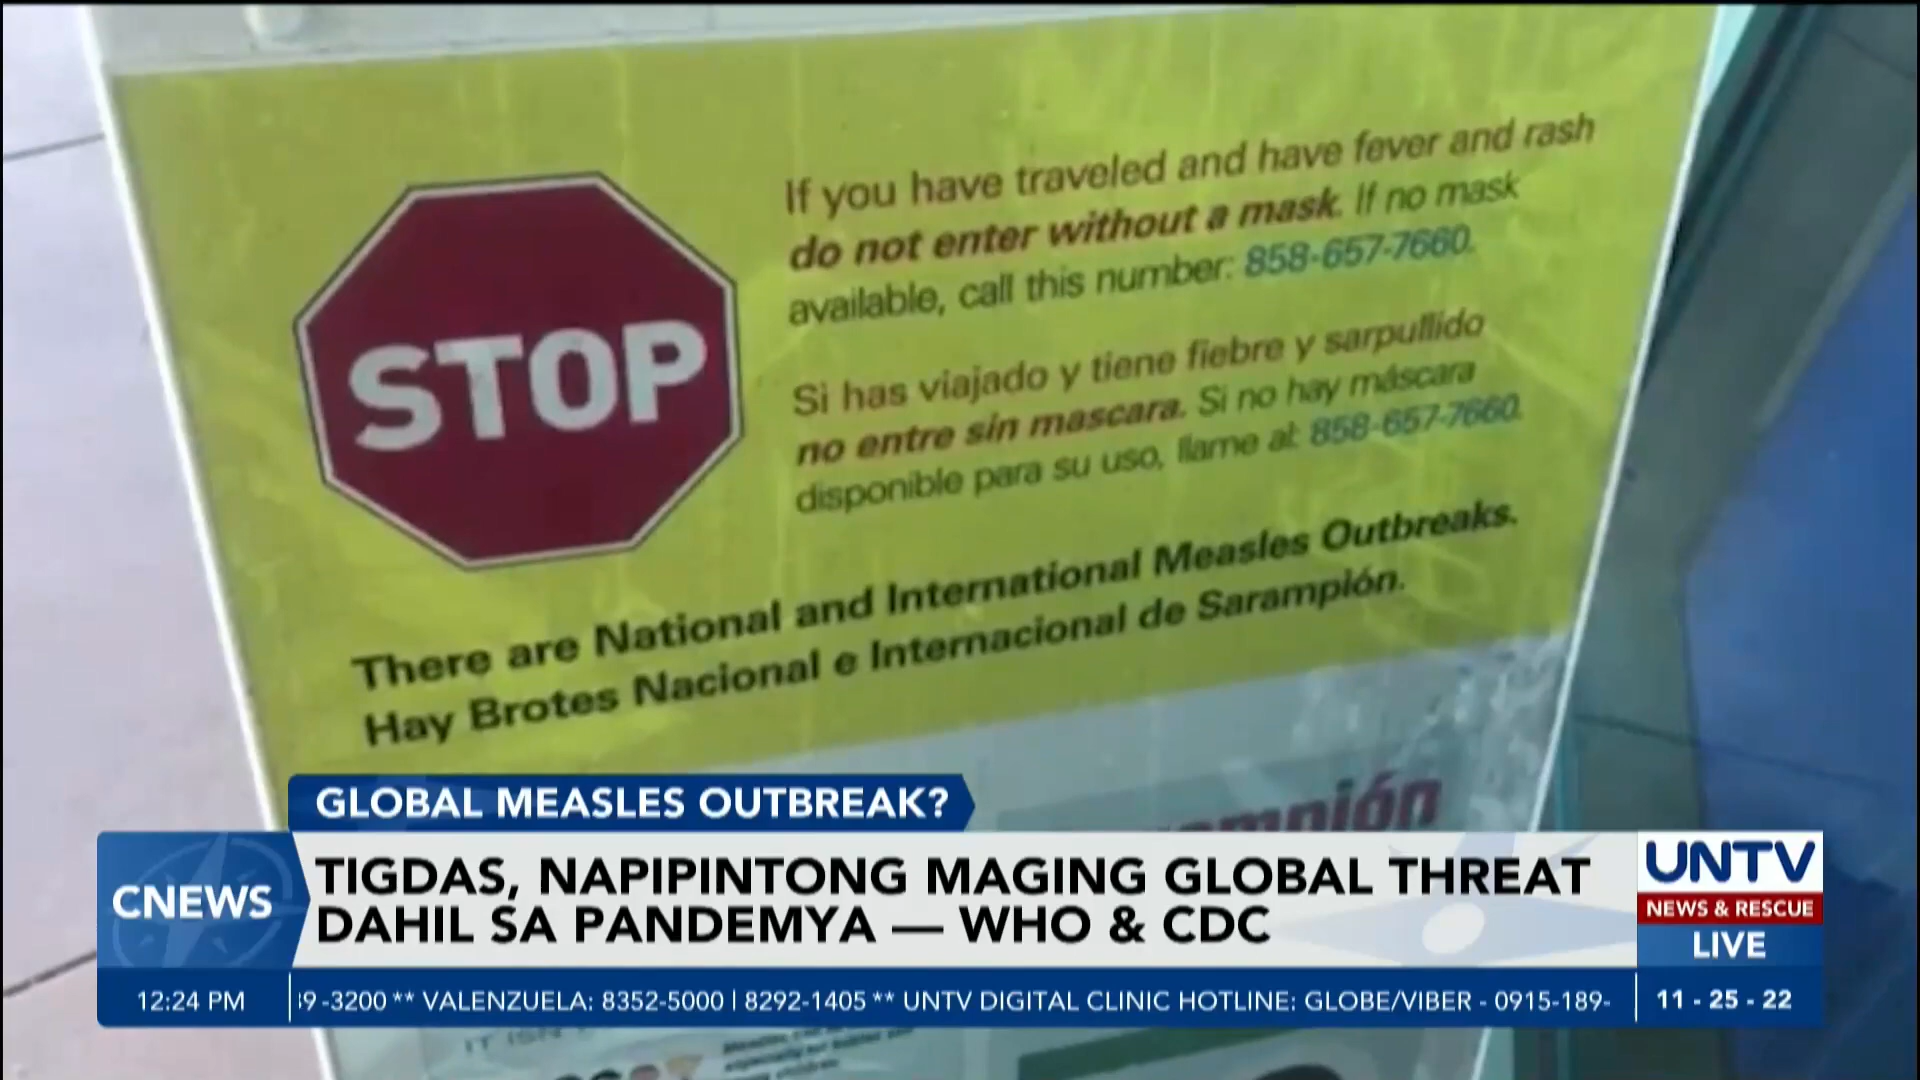 STOP
If you have traveled and have fever and rash
do not enter without a mask. If no mask
available, call this number: 858-657-7660.
Si has viajado y tiene fiebre y sarpullido
no entre sin mascara. Si no hay máscara
disponible para su uso, llame al: 858-657-7660.
There are National and International Measles Outbreaks.
Hay Brotes Nacional e Internacional de Sarampión.
GLOBAL MEASLES OUTBREAK?
CNEWS
TIGDAS, NAPIPINTONG MAGING GLOBAL THREAT
DAHIL SA PANDEMYA — WHO & CDC
UNTV
NEWS & RESCUE
LIVE
12:24 PM
-3200 ** VALENZUELA: 8352-5000 | 8292-1405 ** UNTV DIGITAL CLINIC HOTLINE: GLOBE/VIBER - 0915-189-
11 - 25 - 22